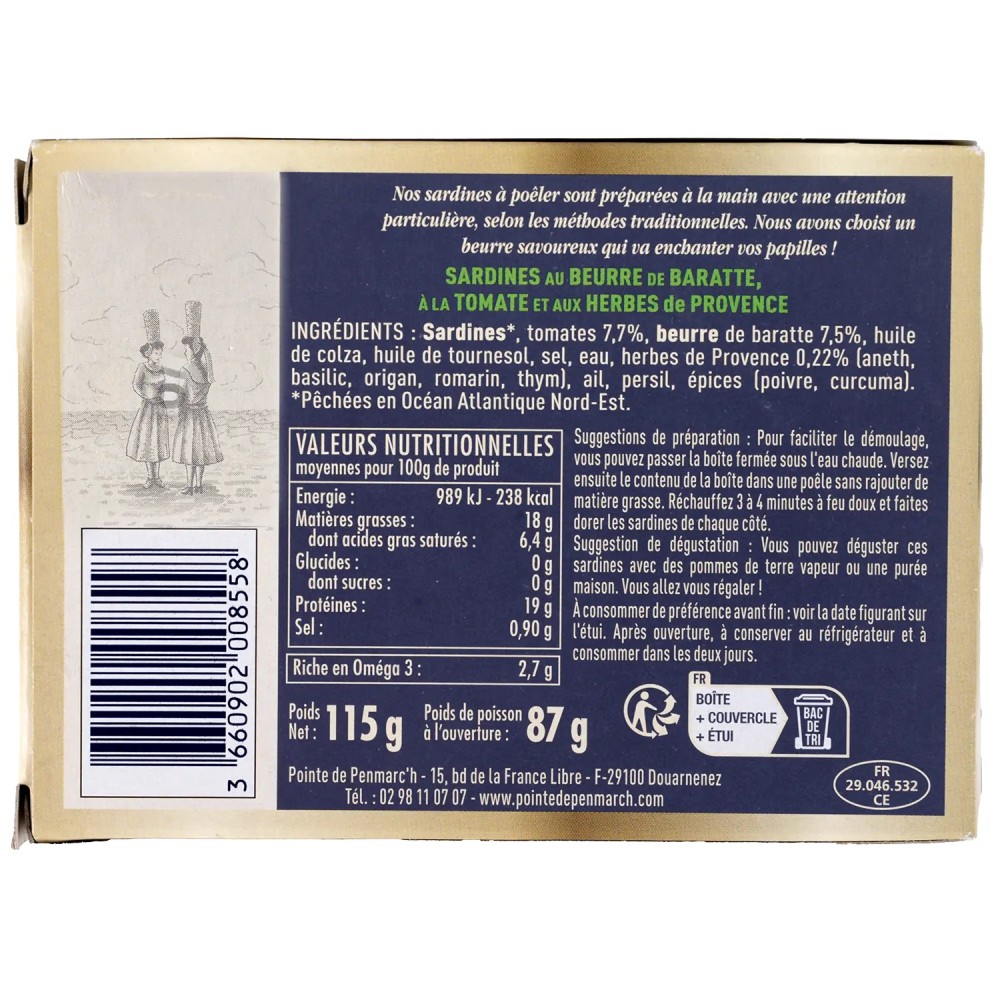 Nos sardines à poêler sont préparées à la main avec une attention
particulière, selon les méthodes traditionnelles. Nous avons choisi un
beurre savoureux qui va enchanter vos papilles !
SARDINES AU BEURRE DE BARATTE,
À LA TOMATE ET AUX HERBES de PROVENCE
INGRÉDIENTS : Sardines*, tomates 7,7%, beurre de baratte 7,5%, huile
de colza, huile de tournesol, sel, eau, herbes de Provence 0,22% (aneth,
basilic, origan, romarin, thym), ail, persil, épices (poivre, curcuma).
*Pêchées en Océan Atlantique Nord-Est.
VALEURS NUTRITIONNELLES
moyennes pour 100g de produit
Energie : 989 kJ - 238 kcal
Matières grasses : 18 g
dont acides gras saturés : 6,4 g
Glucides : 0 g
dont sucres : 0 g
Protéines : 19 g
Sel : 0,90 g
Riche en Oméga 3 : 2,7 g
Suggestions de préparation : Pour faciliter le démoulage,
vous pouvez passer la boîte fermée sous l'eau chaude. Versez
ensuite le contenu de la boîte dans une poêle sans rajouter de
matière grasse. Réchauffez 3 à 4 minutes à feu doux et faites
dorer les sardines de chaque côté.
Suggestion de dégustation : Vous pouvez déguster ces
sardines avec des pommes de terre vapeur ou une purée
maison. Vous allez vous régaler !
À consommer de préférence avant fin : voir la date figurant sur
l'étui. Après ouverture, à conserver au réfrigérateur et à
consommer dans les deux jours.
Poids Net : 115 g Poids de poisson à l'ouverture : 87 g
FR
BOÎTE
+ COUVERCLE
+ ÉTUI
BAC
DE
TRI
Pointe de Penmarc'h - 15, bd de la France Libre - F-29100 Douarnenez
Tél. : 02 98 11 07 07 - www.pointedepenmarch.com
FR
29.046.532
CE
3 660902 008558